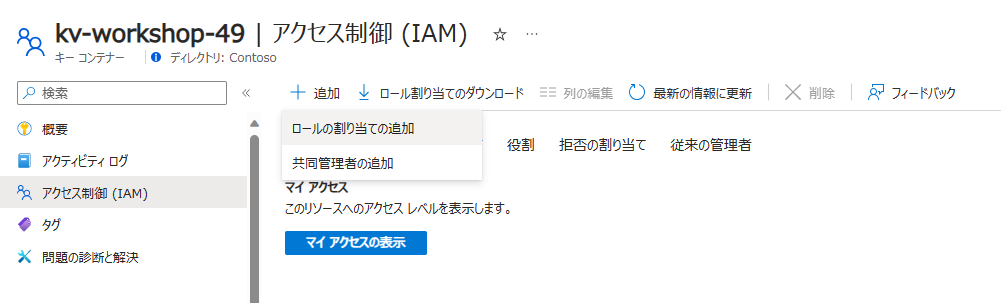 kv-workshop-49 | アクセス制御 (IAM) ☆ …
キー コンテナー ディレクトリ: Contoso
検索 «
追加 ロール割り当てのダウンロード 列の編集 最新の情報に更新 削除 フィードバック
概要
アクティビティ ログ
アクセス制御 (IAM)
タグ
問題の診断と解決
ロールの割り当ての追加
共同管理者の追加
役割 拒否の割り当て 従来の管理者
マイ アクセス
このリソースへのアクセス レベルを表示します。
マイ アクセスの表示